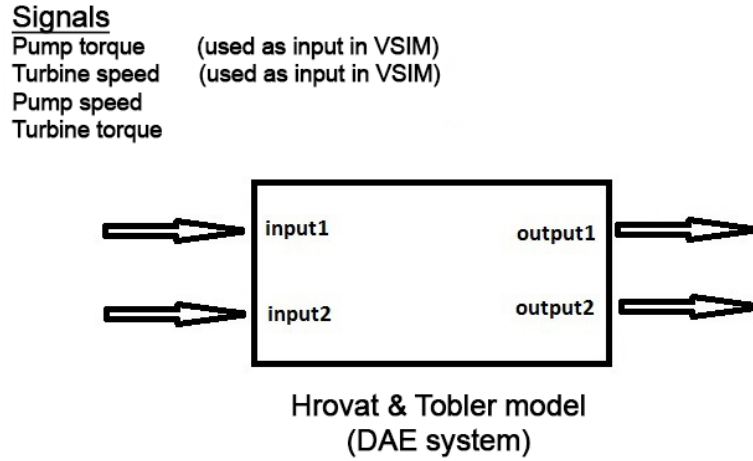 Signals
Pump torque (used as input in VSIM)
Turbine speed (used as input in VSIM)
Pump speed
Turbine torque
input1 output1
input2 output2
Hrovat & Tobler model
(DAE system)